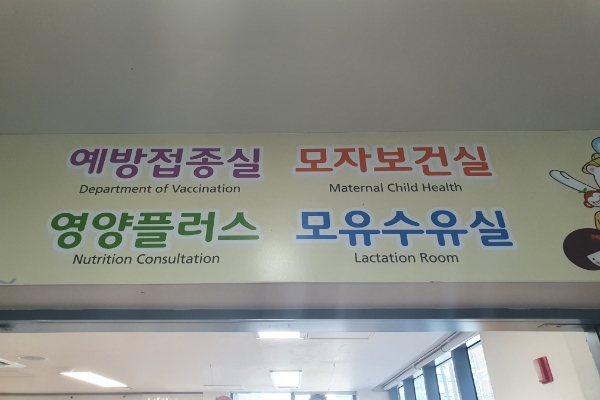 예방접종실
Department of Vaccination
모자보건실
Maternal Child Health
영양플러스
Nutrition Consultation
모유수유실
Lactation Room